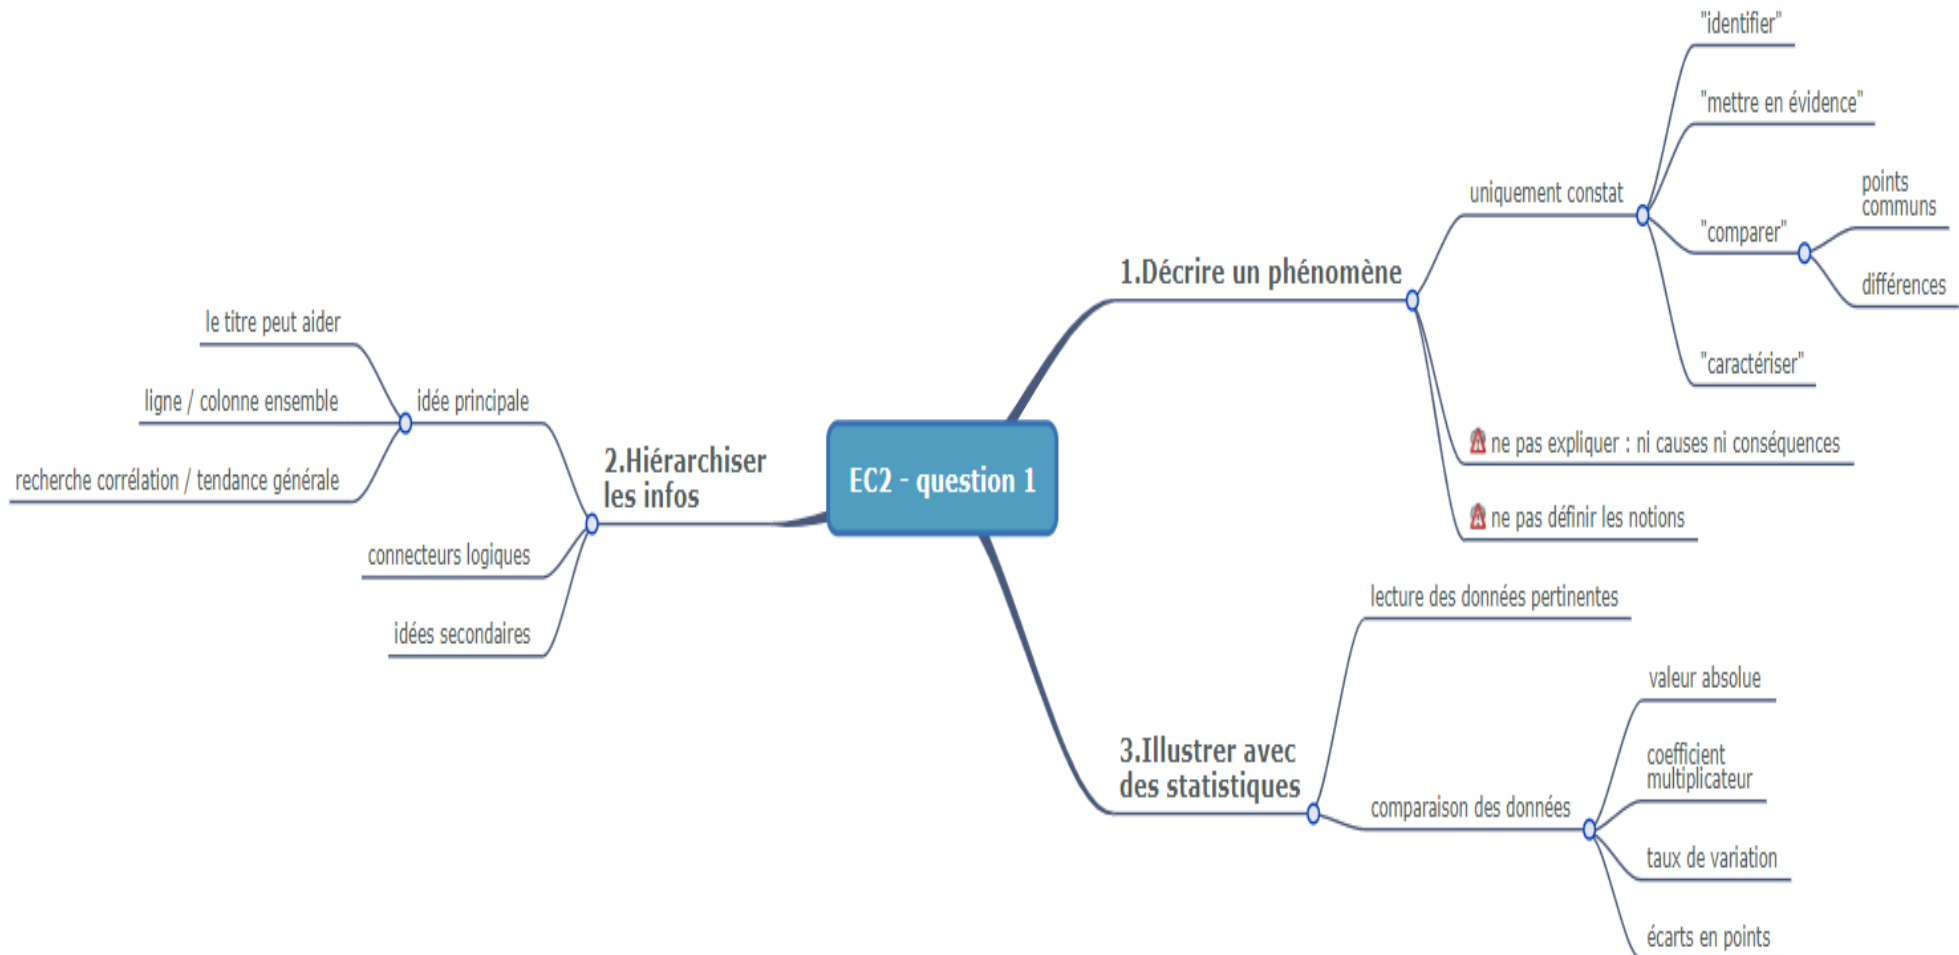 EC2 - question 1
1.Décrire un phénomène
uniquement constat
"identifier"
"mettre en évidence"
"comparer"
points
communs
différences
"caractériser"
ne pas expliquer : ni causes ni conséquences
ne pas définir les notions
2.Hiérarchiser
les infos
idée principale
le titre peut aider
ligne / colonne ensemble
recherche corrélation / tendance générale
connecteurs logiques
idées secondaires
3.Illustrer avec
des statistiques
lecture des données pertinentes
comparaison des données
valeur absolue
coefficient
multiplicateur
taux de variation
écarts en points